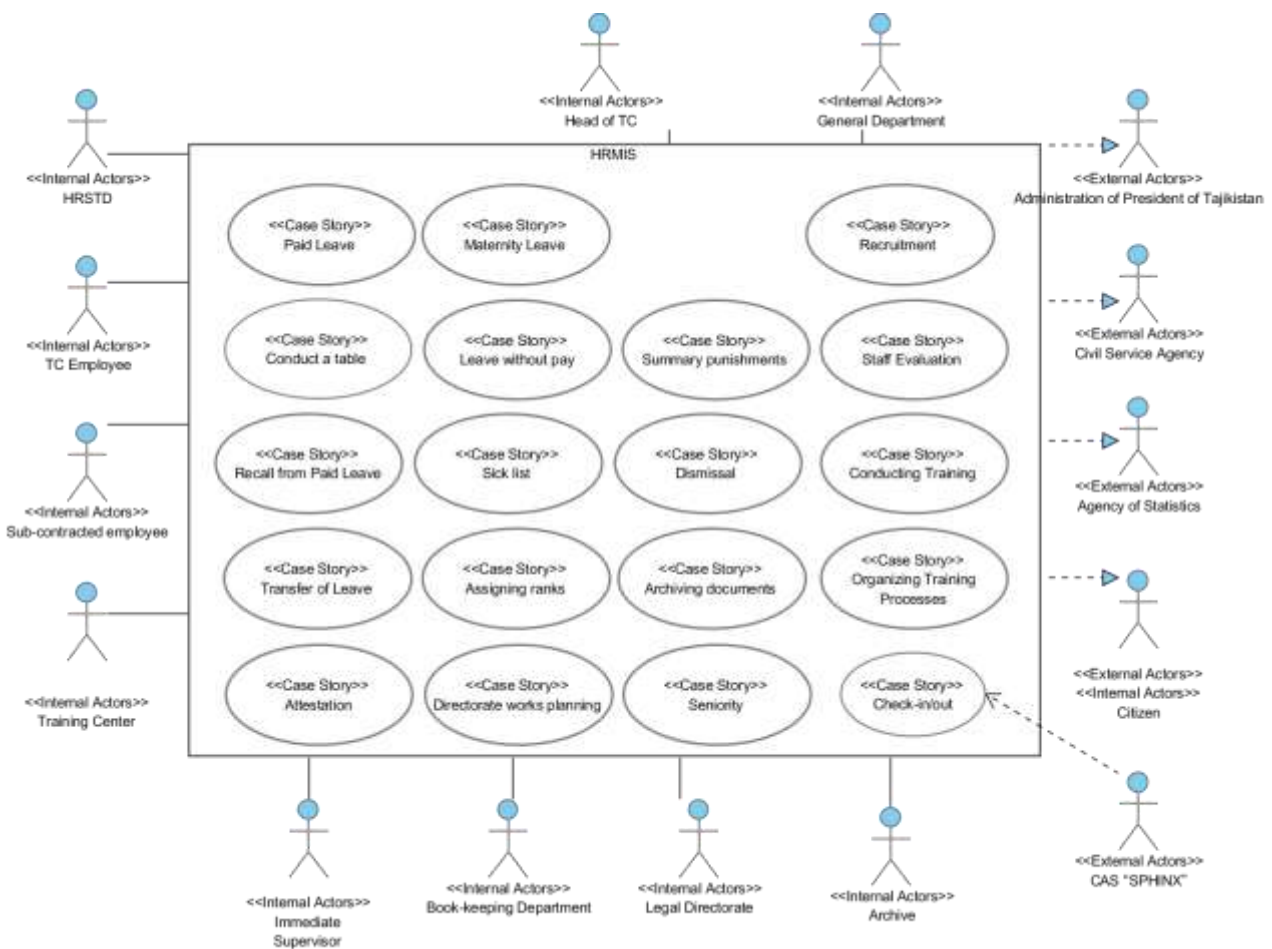 <<Internal Actors>>
Head of TC
<<Internal Actors>>
General Department
<<Internal Actors>>
HRSTD
<<External Actors>>
Administration of President of Tajikistan
HRMIS
<<Case Story>>
Paid Leave
<<Case Story>>
Maternity Leave
<<Case Story>>
Recruitment
<<Internal Actors>>
TC Employee
<<Case Story>>
Conduct a table
<<Case Story>>
Leave without pay
<<Case Story>>
Summary punishments
<<Case Story>>
Staff Evaluation
<<External Actors>>
Civil Service Agency
<<Internal Actors>>
Sub-contracted employee
<<Case Story>>
Recall from Paid Leave
<<Case Story>>
Sick list
<<Case Story>>
Dismissal
<<Case Story>>
Conducting Training
<<External Actors>>
Agency of Statistics
<<Case Story>>
Transfer of Leave
<<Case Story>>
Assigning ranks
<<Case Story>>
Archiving documents
<<Case Story>>
Organizing Training
Processes
<<Internal Actors>>
Training Center
<<Case Story>>
Attestation
<<Case Story>>
Directorate works planning
<<Case Story>>
Seniority
<<Case Story>>
Check-in/out
<<External Actors>>
<<Internal Actors>>
Citizen
<<Internal Actors>>
Immediate
Supervisor
<<Internal Actors>>
Book-keeping Department
<<Internal Actors>>
Legal Directorate
<<Internal Actors>>
Archive
<<External Actors>>
CAS "SPHINX"